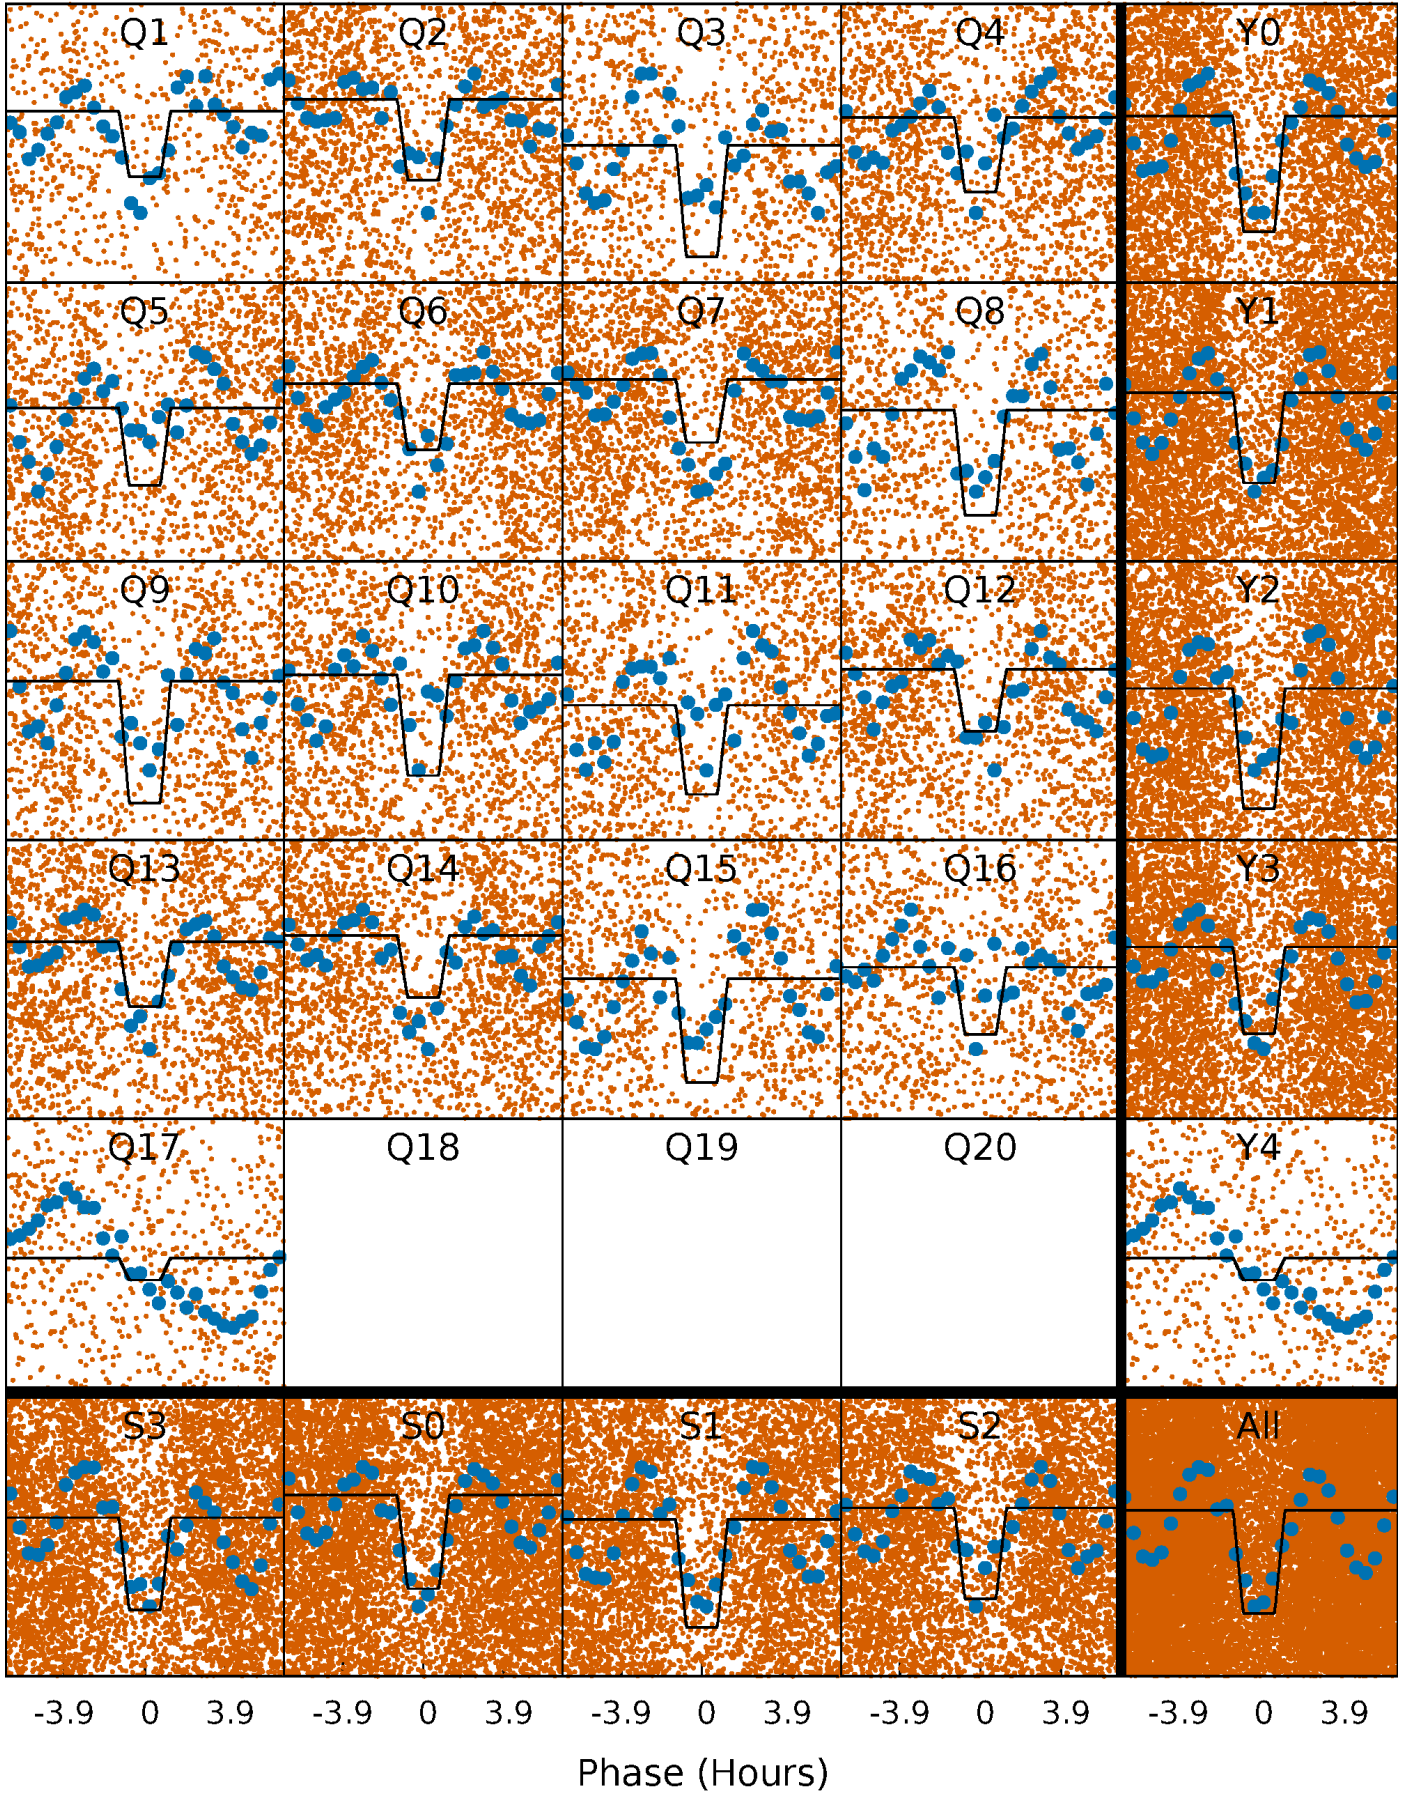 Q1 Q2 Q3 Q4 Y0
Q5 Q6 Q7 Q8 Y1
Q9 Q10 Q11 Q12 Y2
Q13 Q14 Q15 Q16 Y3
Q17 Q18 Q19 Q20 Y4
S3 S0 S1 S2 All
-3.9 0 3.9 -3.9 0 3.9 -3.9 0 3.9 -3.9 0 3.9 -3.9 0 3.9
Phase (Hours)